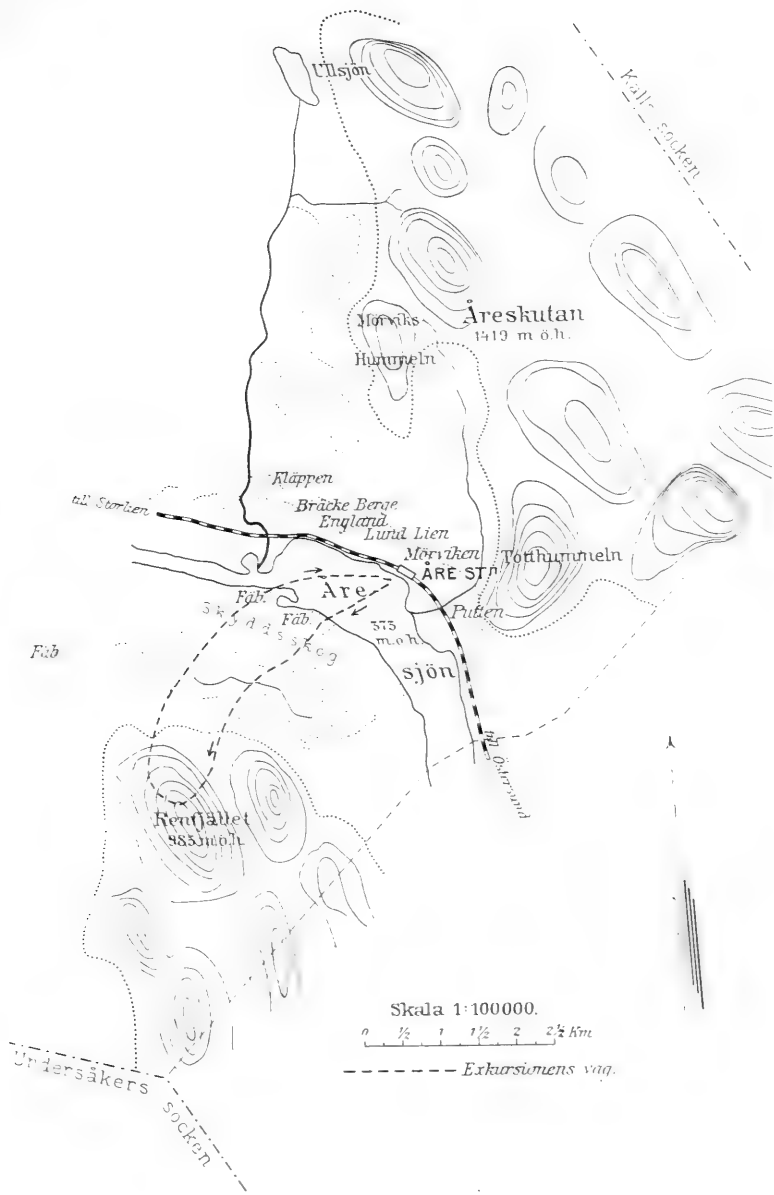 Ullsjön
Kalls socken
Åreskutan
1419 m ö.h.
Mörviks
Hummeln
Kläppen
till Storlien
Bräcke Berge
England
Lund Lien
Mörviken
ÅRE STN
Totthummeln
Åre
Fäb.
Fäb.
Skyddsskog
Putten
373
m.ö.h.
Fäb
sjön
till Östersund
Renfjället
983 m.ö.h.
Skala 1:100000.
0 ½ 1 1½ 2 2½ Km
Exkursionens väg.
Undersåkers
socken